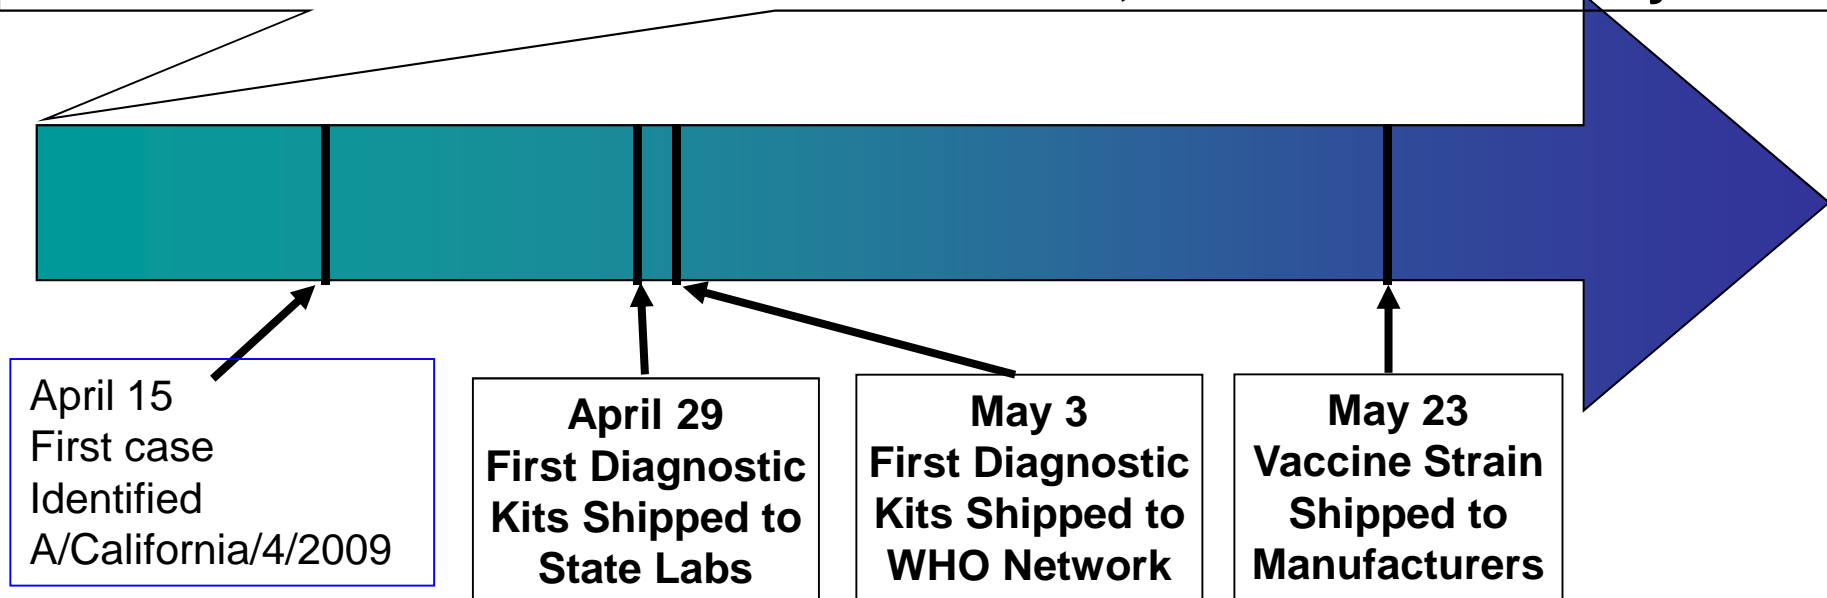 April 15
First case
Identified
A/California/4/2009
April 29
First Diagnostic
Kits Shipped to
State Labs
May 3
First Diagnostic
Kits Shipped to
WHO Network
May 23
Vaccine Strain
Shipped to
Manufacturers